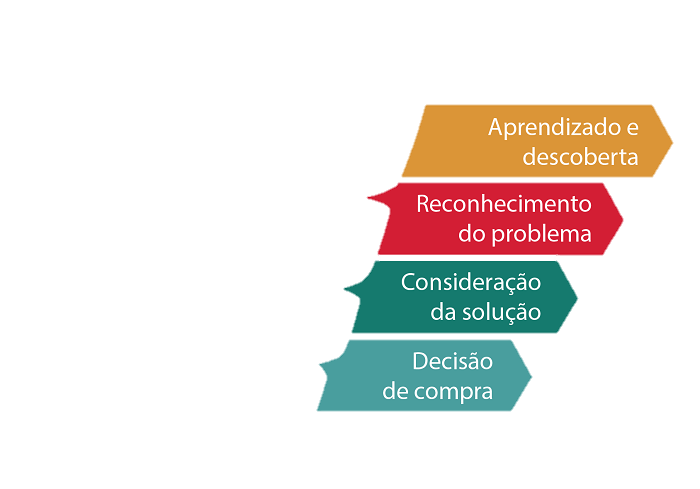 Aprendizado e
descoberta
Reconhecimento
do problema
Consideração
da solução
Decisão
de compra